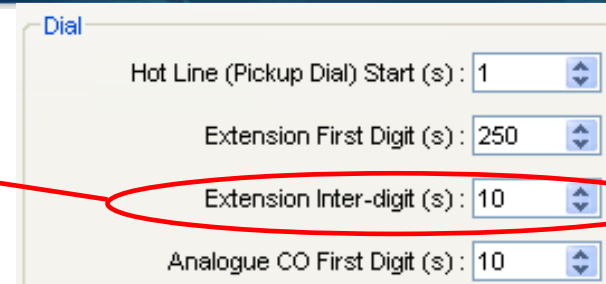 Dial
Hot Line (Pickup Dial) Start (s) : 1
Extension First Digit (s) : 250
Extension Inter-digit (s) : 10
Analogue CO First Digit (s) : 10